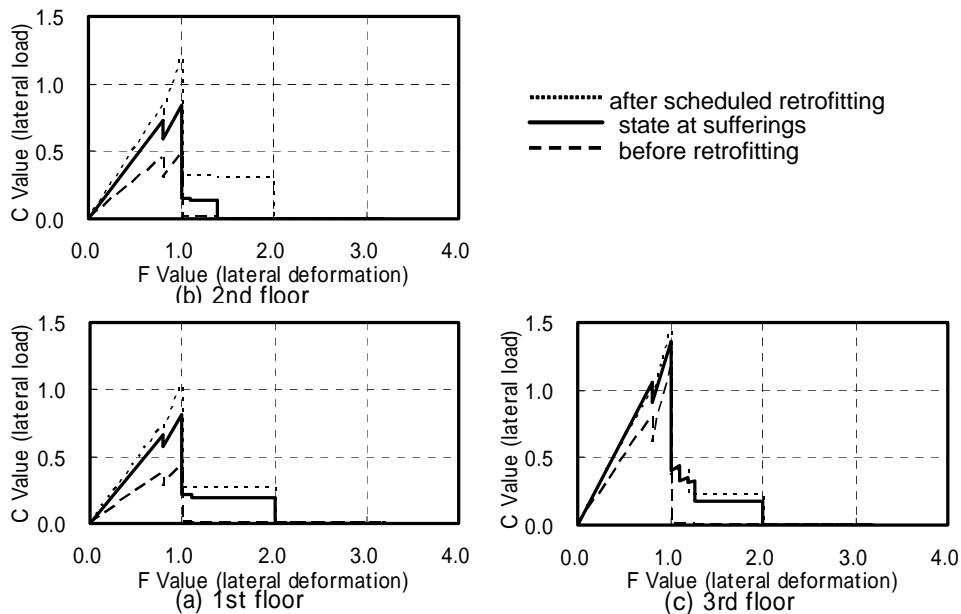 1.5
1.0
0.5
0.0
C Value (lateral load)
0.0 1.0 2.0 3.0 4.0
F Value (lateral deformation)
(b) 2nd floor
after scheduled retrofitting
state at sufferings
before retrofitting
1.5
1.0
0.5
0.0
C Value (lateral load)
0.0 1.0 2.0 3.0 4.0
F Value (lateral deformation)
(a) 1st floor
1.5
1.0
0.5
0.0
C Value (lateral load)
0.0 1.0 2.0 3.0 4.0
F Value (lateral deformation)
(c) 3rd floor